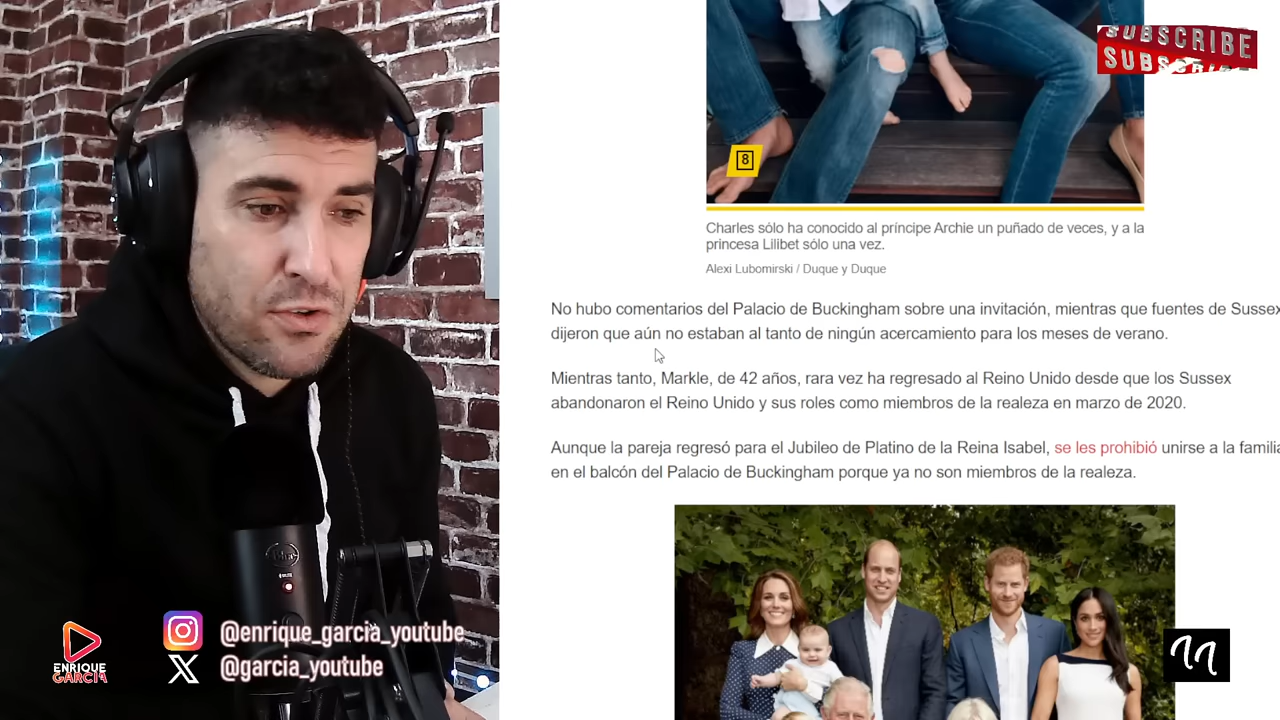 SUBSCRIBE
SUBSCRIBE
8
Charles sólo ha conocido al príncipe Archie un puñado de veces, y a la
princesa Lilibet sólo una vez.
Alexi Lubomirski / Duque y Duque
No hubo comentarios del Palacio de Buckingham sobre una invitación, mientras que fuentes de Sussex
dijeron que aún no estaban al tanto de ningún acercamiento para los meses de verano.
Mientras tanto, Markle, de 42 años, rara vez ha regresado al Reino Unido desde que los Sussex
abandonaron el Reino Unido y sus roles como miembros de la realeza en marzo de 2020.
Aunque la pareja regresó para el Jubileo de Platino de la Reina Isabel, se les prohibió unirse a la familia
en el balcón del Palacio de Buckingham porque ya no son miembros de la realeza.
ENRIQUE
GARCIA
@enrique_garcia_youtube
@garcia_youtube